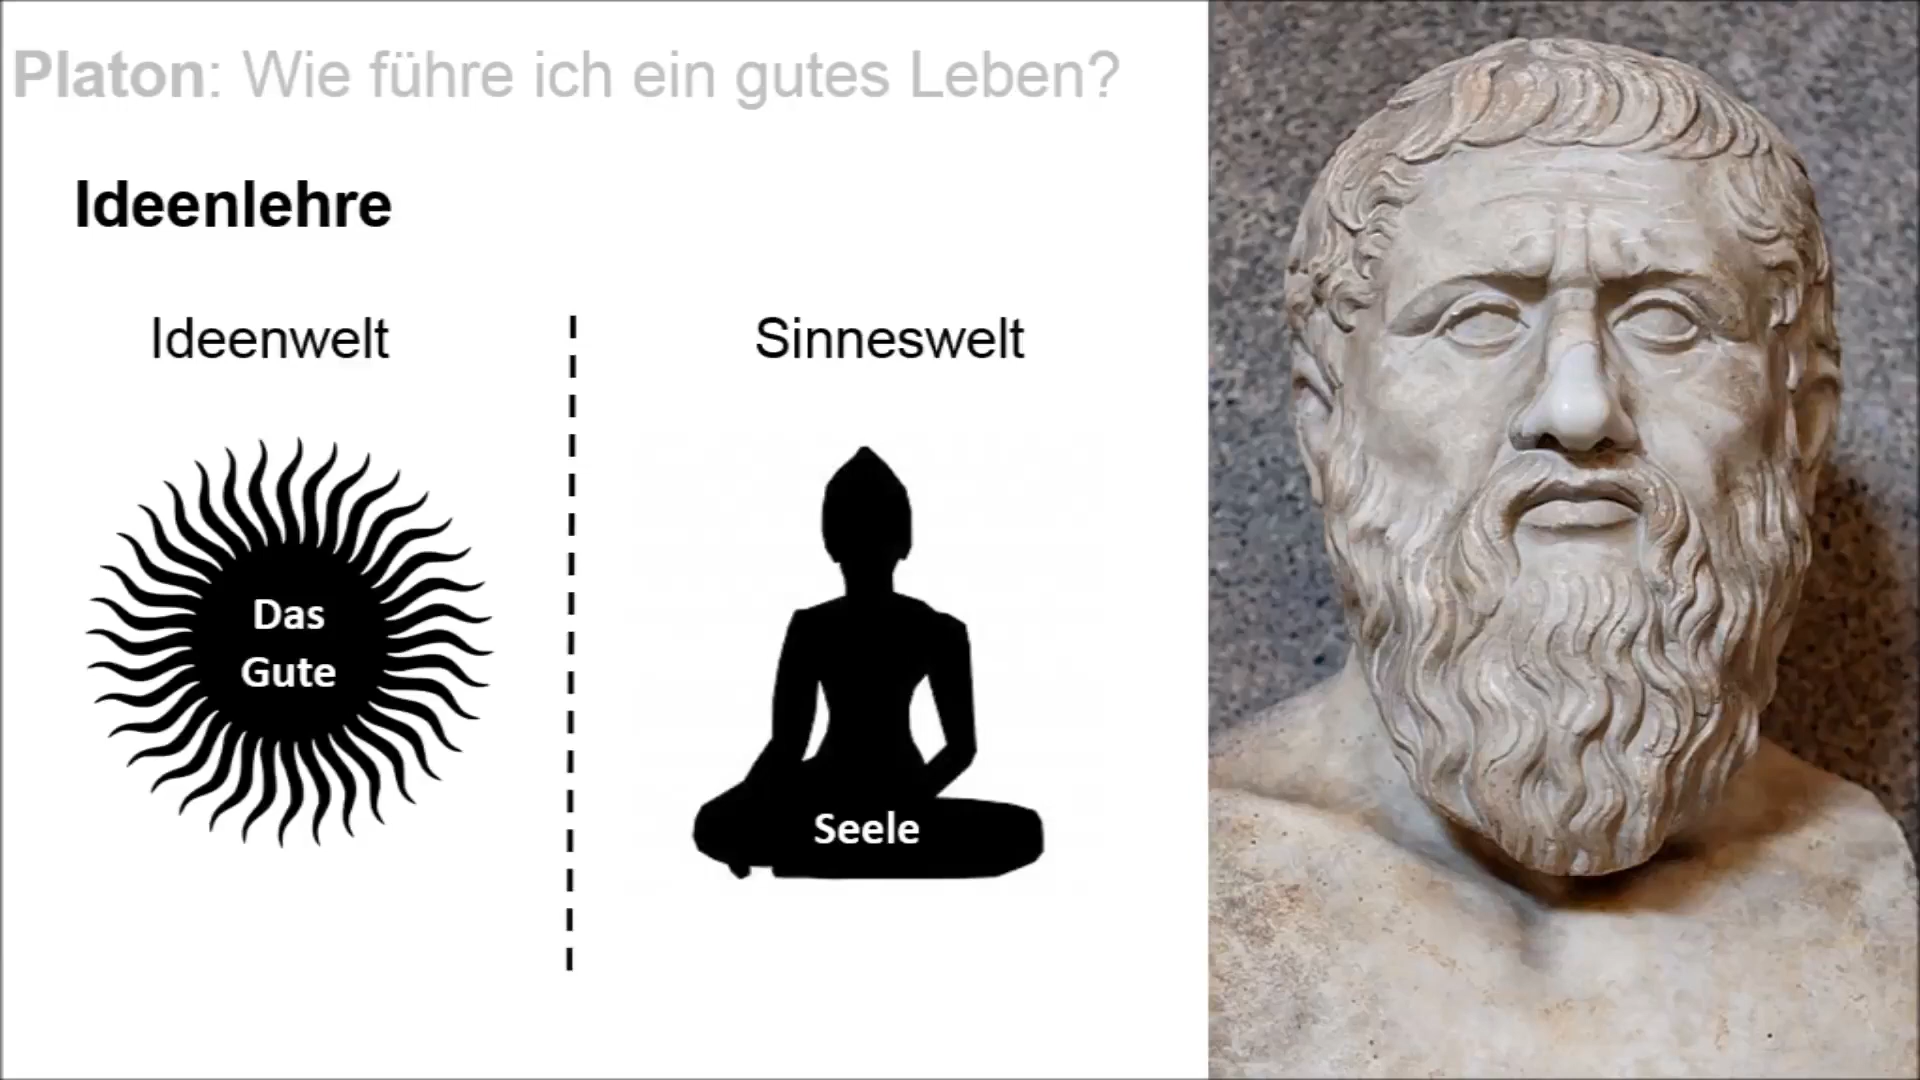 Platon: Wie führe ich ein gutes Leben?
Ideenlehre
Ideenwelt
Sinneswelt
Das
Gute
Seele